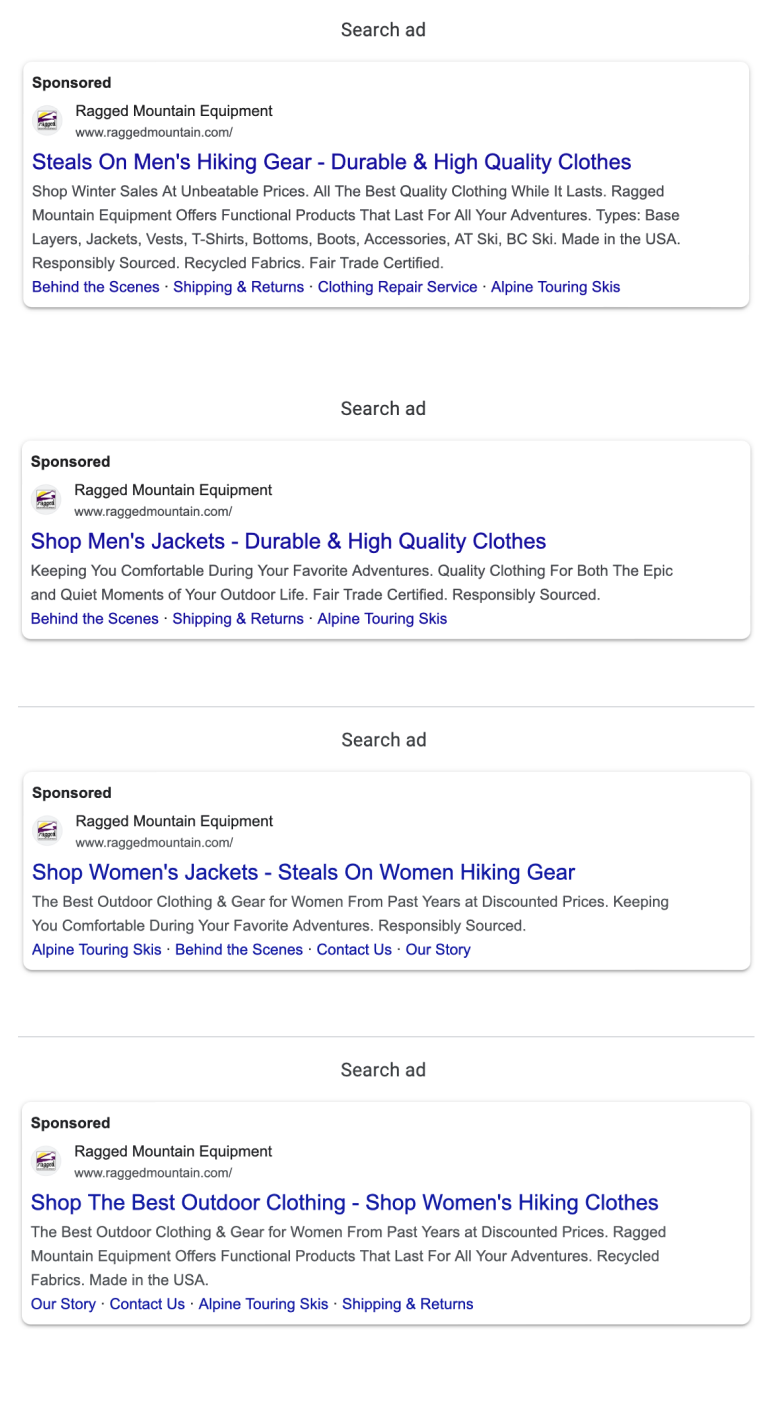 Search ad
Sponsored
Ragged Mountain Equipment
www.raggedmountain.com/
Steals On Men's Hiking Gear - Durable & High Quality Clothes
Shop Winter Sales At Unbeatable Prices. All The Best Quality Clothing While It Lasts. Ragged
Mountain Equipment Offers Functional Products That Last For All Your Adventures. Types: Base
Layers, Jackets, Vests, T-Shirts, Bottoms, Boots, Accessories, AT Ski, BC Ski. Made in the USA.
Responsibly Sourced. Recycled Fabrics. Fair Trade Certified.
Behind the Scenes · Shipping & Returns · Clothing Repair Service · Alpine Touring Skis
Search ad
Sponsored
Ragged Mountain Equipment
www.raggedmountain.com/
Shop Men's Jackets - Durable & High Quality Clothes
Keeping You Comfortable During Your Favorite Adventures. Quality Clothing For Both The Epic
and Quiet Moments of Your Outdoor Life. Fair Trade Certified. Responsibly Sourced.
Behind the Scenes · Shipping & Returns · Alpine Touring Skis
Search ad
Sponsored
Ragged Mountain Equipment
www.raggedmountain.com/
Shop Women's Jackets - Steals On Women Hiking Gear
The Best Outdoor Clothing & Gear for Women From Past Years at Discounted Prices. Keeping
You Comfortable During Your Favorite Adventures. Responsibly Sourced.
Alpine Touring Skis · Behind the Scenes · Contact Us · Our Story
Search ad
Sponsored
Ragged Mountain Equipment
www.raggedmountain.com/
Shop The Best Outdoor Clothing - Shop Women's Hiking Clothes
The Best Outdoor Clothing & Gear for Women From Past Years at Discounted Prices. Ragged
Mountain Equipment Offers Functional Products That Last For All Your Adventures. Recycled
Fabrics. Made in the USA.
Our Story · Contact Us · Alpine Touring Skis · Shipping & Returns